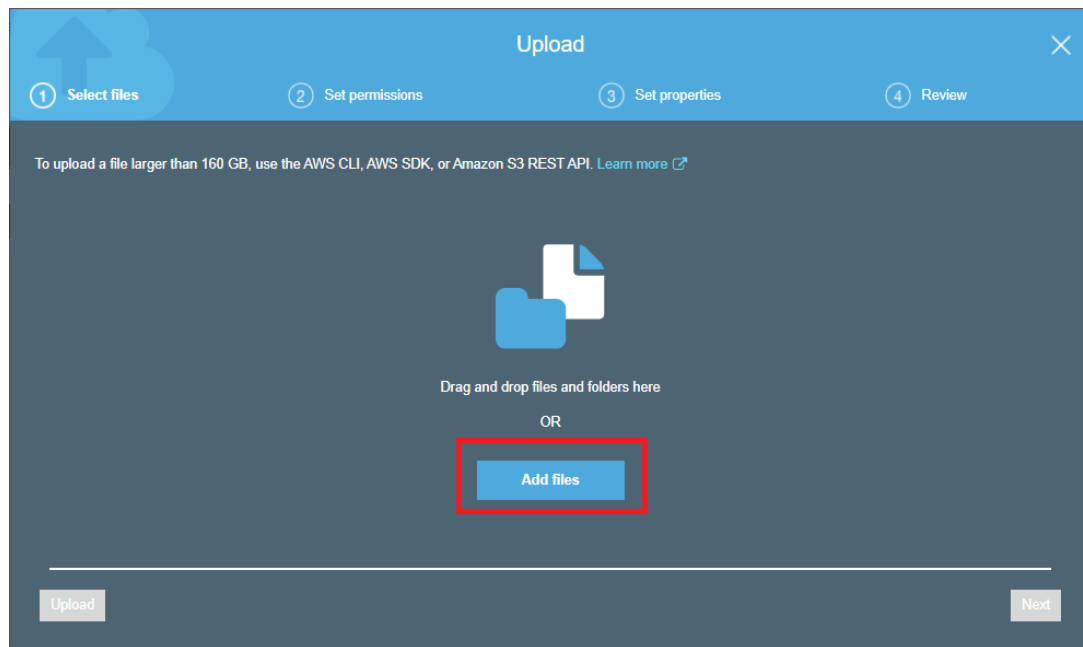 Upload
1 Select files
2 Set permissions
3 Set properties
4 Review
To upload a file larger than 160 GB, use the AWS CLI, AWS SDK, or Amazon S3 REST API. Learn more
Drag and drop files and folders here
OR
Add files
Upload
Next